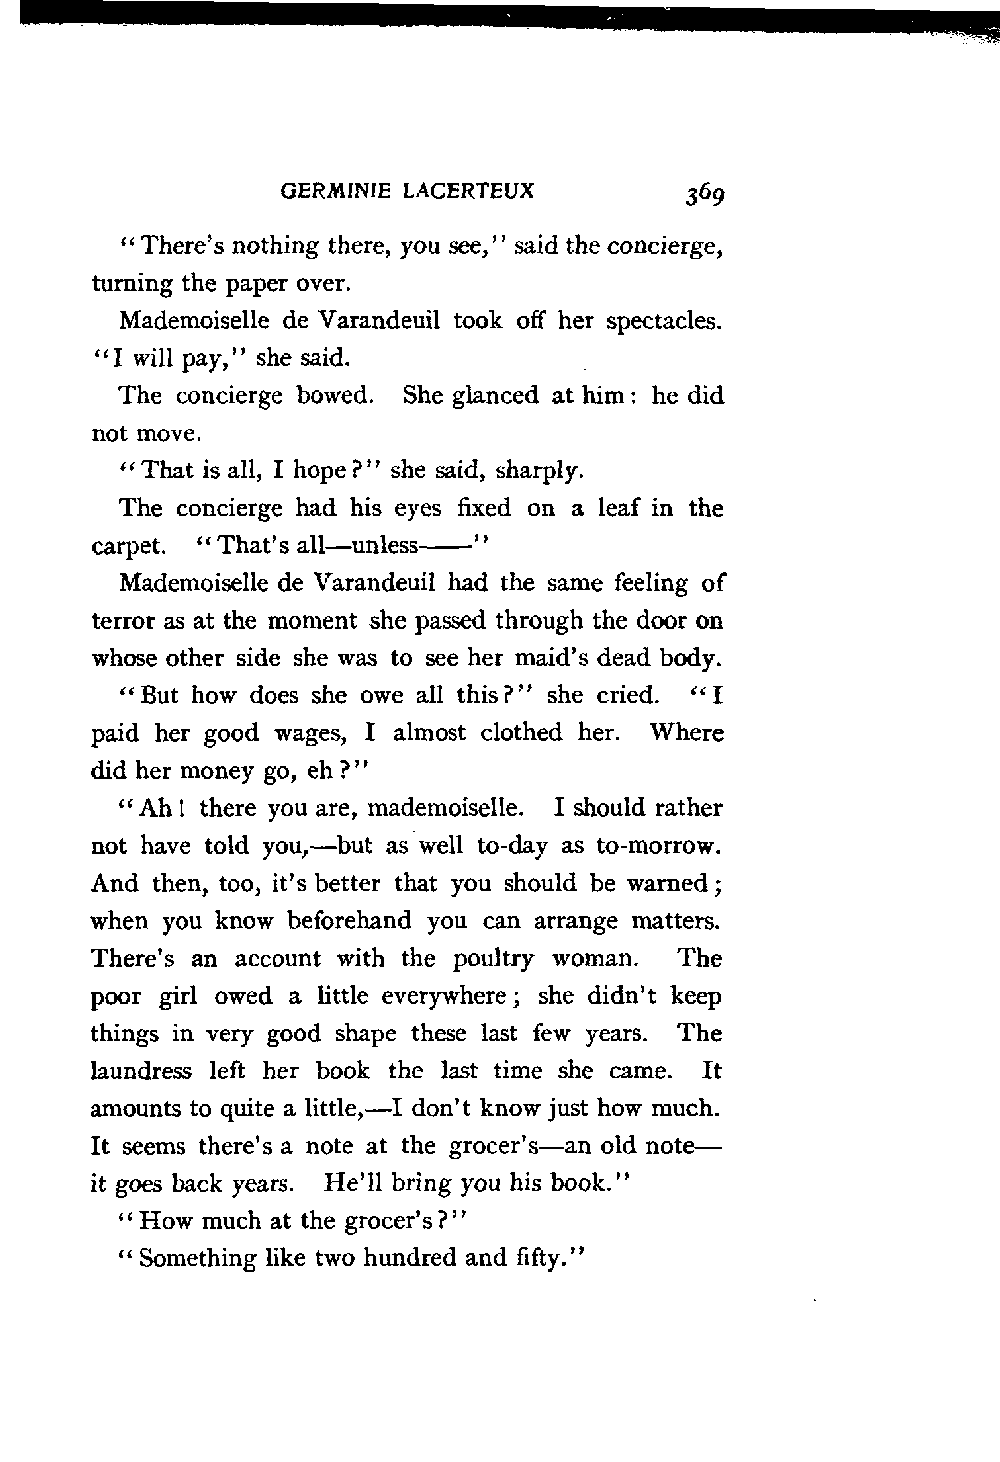 GERMINIE LACERTEUX 369
"There's nothing there, you see," said the concierge,
turning the paper over.
Mademoiselle de Varandeuil took off her spectacles.
"I will pay," she said.
The concierge bowed. She glanced at him: he did
not move.
"That is all, I hope?" she said, sharply.
The concierge had his eyes fixed on a leaf in the
carpet. "That's all—unless——"
Mademoiselle de Varandeuil had the same feeling of
terror as at the moment she passed through the door on
whose other side she was to see her maid's dead body.
"But how does she owe all this?" she cried. "I
paid her good wages, I almost clothed her. Where
did her money go, eh?"
"Ah! there you are, mademoiselle. I should rather
not have told you,—but as well to-day as to-morrow.
And then, too, it's better that you should be warned;
when you know beforehand you can arrange matters.
There's an account with the poultry woman. The
poor girl owed a little everywhere; she didn't keep
things in very good shape these last few years. The
laundress left her book the last time she came. It
amounts to quite a little,—I don't know just how much.
It seems there's a note at the grocer's—an old note—
it goes back years. He'll bring you his book."
"How much at the grocer's?"
"Something like two hundred and fifty."